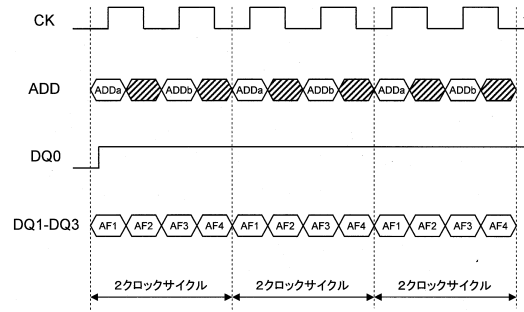 CK
ADD
ADDa ADDb ADDa ADDb ADDa ADDb
DQ0
DQ1-DQ3
AF1 AF2 AF3 AF4 AF1 AF2 AF3 AF4 AF1 AF2 AF3 AF4
2クロックサイクル 2クロックサイクル 2クロックサイクル